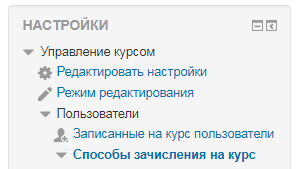 НАСТРОЙКИ
Управление курсом
Редактировать настройки
Режим редактирования
Пользователи
Записанные на курс пользователи
Способы зачисления на курс